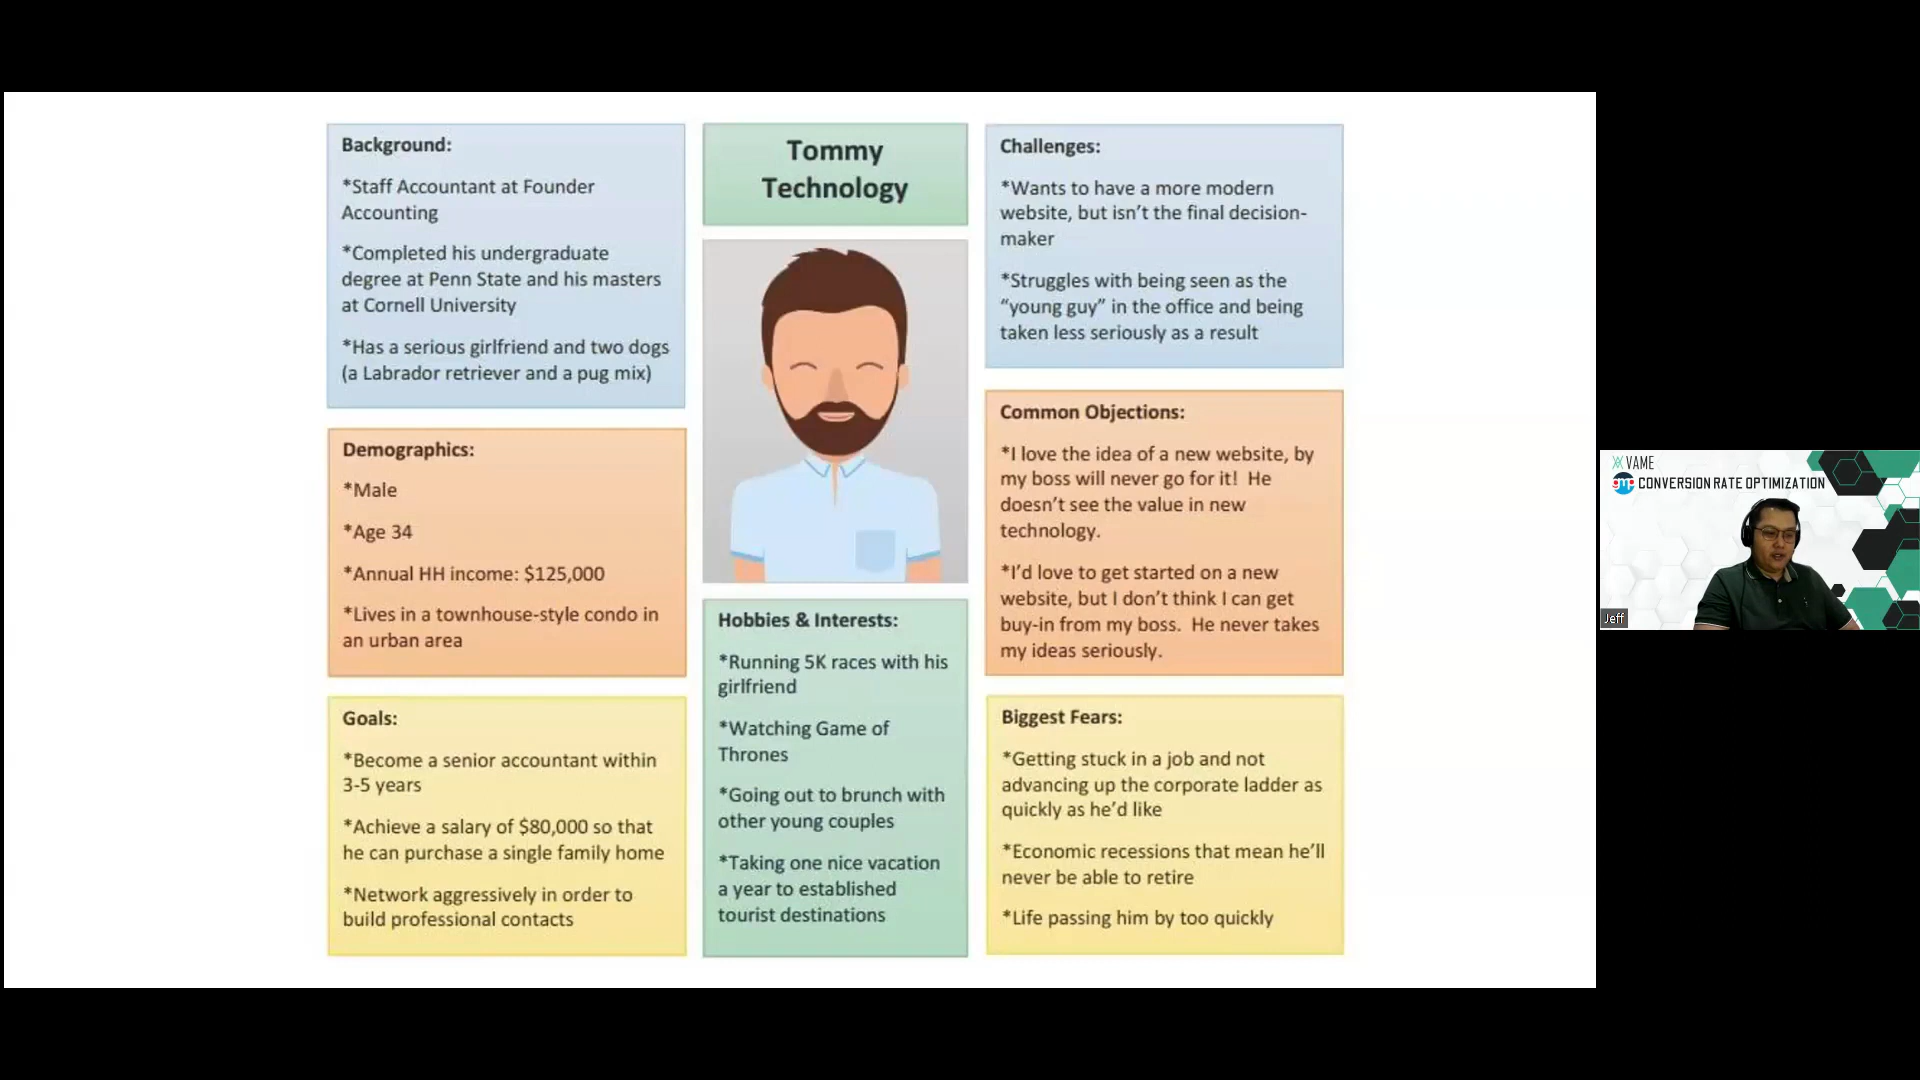 Background:
*Staff Accountant at Founder
Accounting
*Completed his undergraduate
degree at Penn State and his masters
at Cornell University
*Has a serious girlfriend and two dogs
(a Labrador retriever and a pug mix)
Demographics:
*Male
*Age 34
*Annual HH income: $125,000
*Lives in a townhouse-style condo in
an urban area
Goals:
*Become a senior accountant within
3-5 years
*Achieve a salary of $80,000 so that
he can purchase a single family home
*Network aggressively in order to
build professional contacts
Tommy
Technology
Hobbies & Interests:
*Running 5K races with his
girlfriend
*Watching Game of
Thrones
*Going out to brunch with
other young couples
*Taking one nice vacation
a year to established
tourist destinations
Challenges:
*Wants to have a more modern
website, but isn't the final decision-
maker
*Struggles with being seen as the
“young guy” in the office and being
taken less seriously as a result
Common Objections:
*I love the idea of a new website, by
my boss will never go for it! He
doesn't see the value in new
technology.
*I'd love to get started on a new
website, but I don't think I can get
buy-in from my boss. He never takes
my ideas seriously.
Biggest Fears:
*Getting stuck in a job and not
advancing up the corporate ladder as
quickly as he'd like
*Economic recessions that mean he'll
never be able to retire
*Life passing him by too quickly
VAME
gmp CONVERSION RATE OPTIMIZATION
Jeff